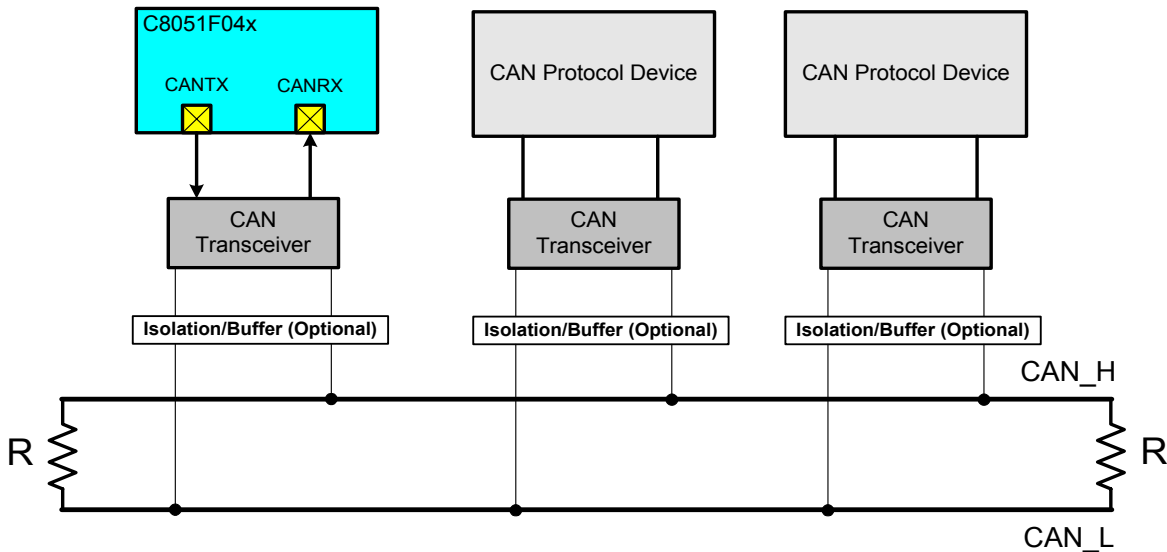 C8051F04x
CANTX
CANRX
CAN Protocol Device
CAN Protocol Device
CAN
Transceiver
CAN
Transceiver
CAN
Transceiver
Isolation/Buffer (Optional)
Isolation/Buffer (Optional)
Isolation/Buffer (Optional)
CAN_H
R
R
CAN_L